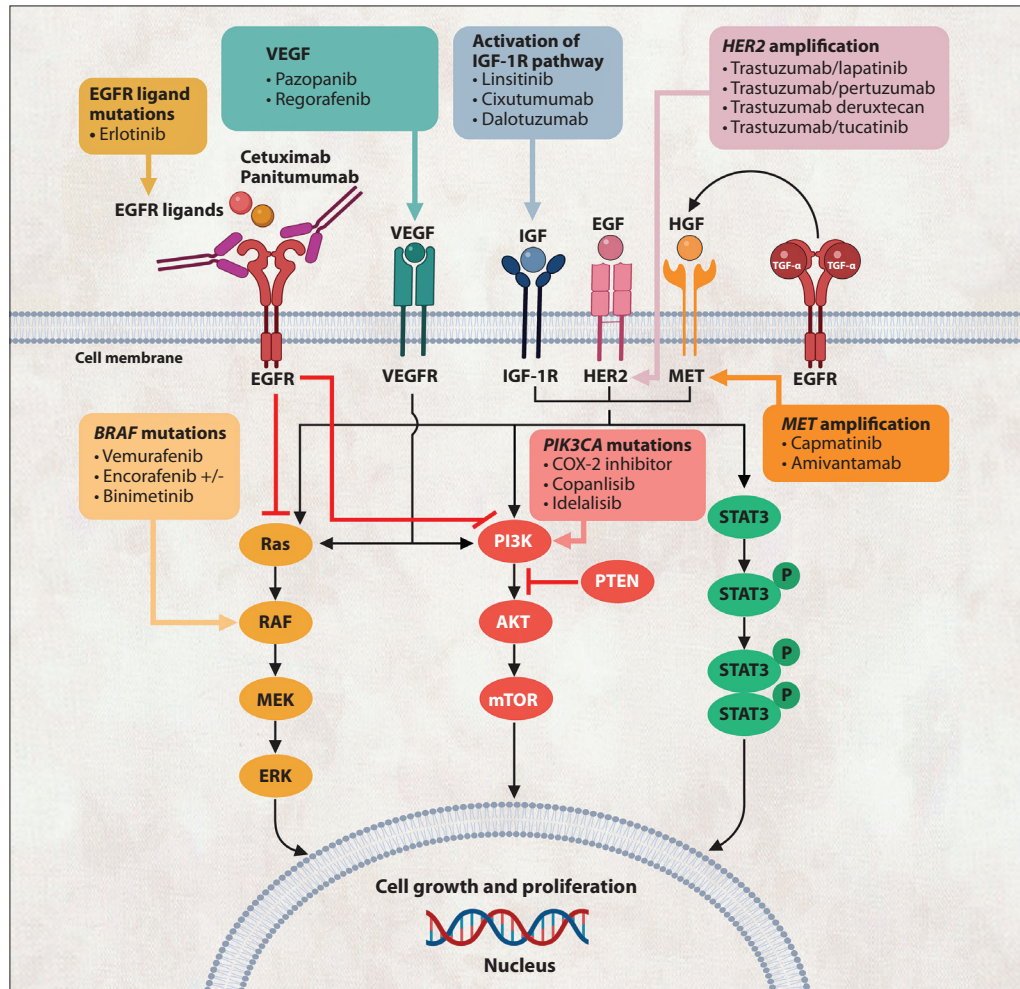 EGFR ligand
mutations
• Erlotinib
VEGF
• Pazopanib
• Regorafenib
Activation of
IGF-1R pathway
• Linsitinib
• Cixutumumab
• Dalotuzumab
HER2 amplification
• Trastuzumab/lapatinib
• Trastuzumab/pertuzumab
• Trastuzumab deruxtecan
• Trastuzumab/tucatinib
Cetuximab
Panitumumab
EGFR ligands
VEGF
IGF
EGF
HGF
TGF-α
TGF-α
Cell membrane
EGFR
VEGFR
IGF-1R
HER2
MET
EGFR
BRAF mutations
• Vemurafenib
• Encorafenib +/-
• Binimetinib
PIK3CA mutations
• COX-2 inhibitor
• Copanlisib
• Idelalisib
MET amplification
• Capmatinib
• Amivantamab
Ras
RAF
MEK
ERK
PI3K
PTEN
AKT
mTOR
STAT3
STAT3
P
STAT3
P
STAT3
P
Cell growth and proliferation
Nucleus